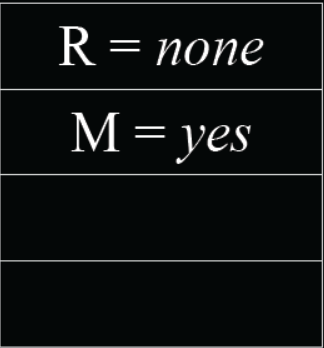 R = none
M = yes